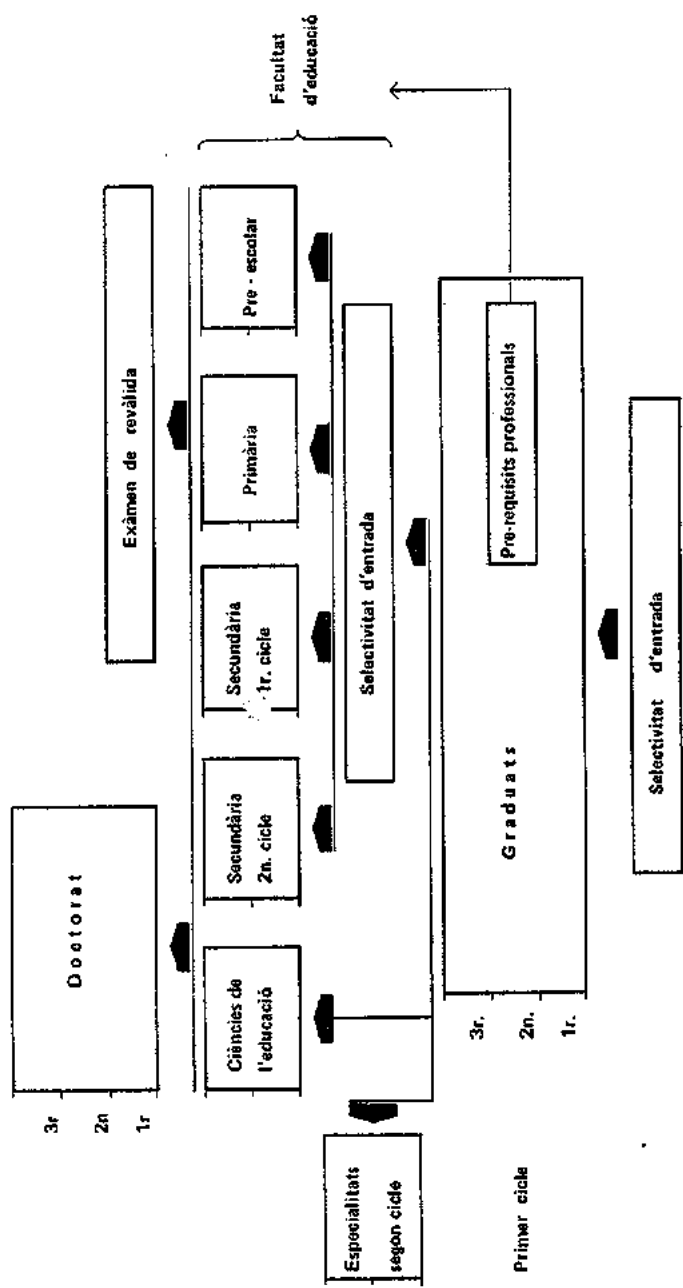 3r
2n
1r
Doctorat
Exàmen de revàlida
Ciències de
l'educació
Secundària
2n. cicle
Secundària
1r. cicle
Primària
Pre - escolar
Facultat
d'educació
Especialitats
segon cicle
Selectivitat d'entrada
Primer cicle
3r.
2n.
1r.
Graduats
Pre-requisits professionals
Selectivitat d'entrada